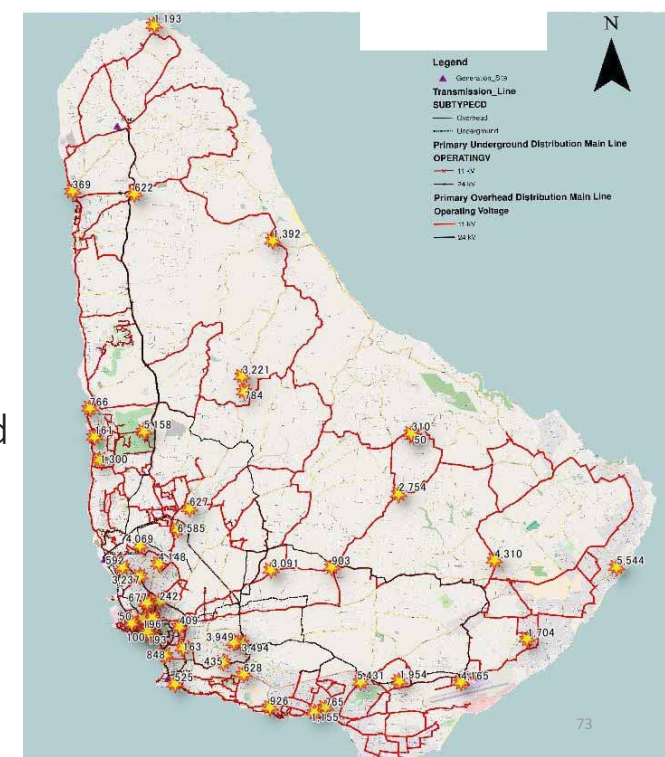 N
Legend
Generation_Site
Transmission_Line
SUBTYPECD
Overhead
Underground
Primary Underground Distribution Main Line
OPERATINGV
11 kV
24 kV
Primary Overhead Distribution Main Line
Operating Voltage
11 kV
24 kV
1,193
369
622
1,392
3,221
784
766
161
5,158
1,300
d
310
50
2,754
627
6,585
4,069
592
4,148
3,237
3,091
903
4,310
5,544
677
242
50
196
409
100
193
163
848
3,949
3,494
435
628
525
1,704
5,431
1,954
4,165
926
765
1,155
73